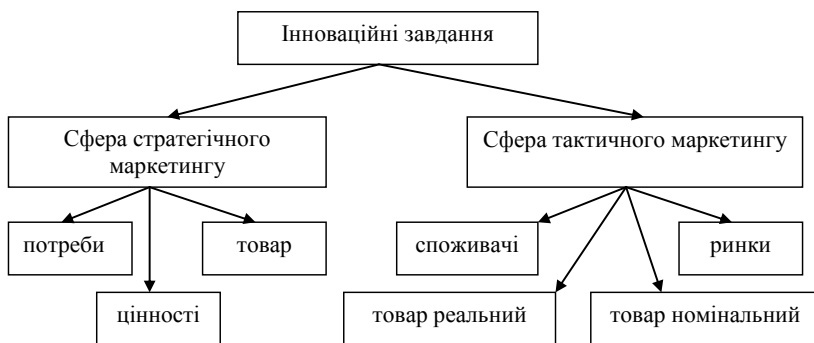 Інноваційні завдання
Сфера стратегічного
маркетингу
Сфера тактичного маркетингу
потреби
товар
споживачі
ринки
цінності
товар реальний
товар номінальний